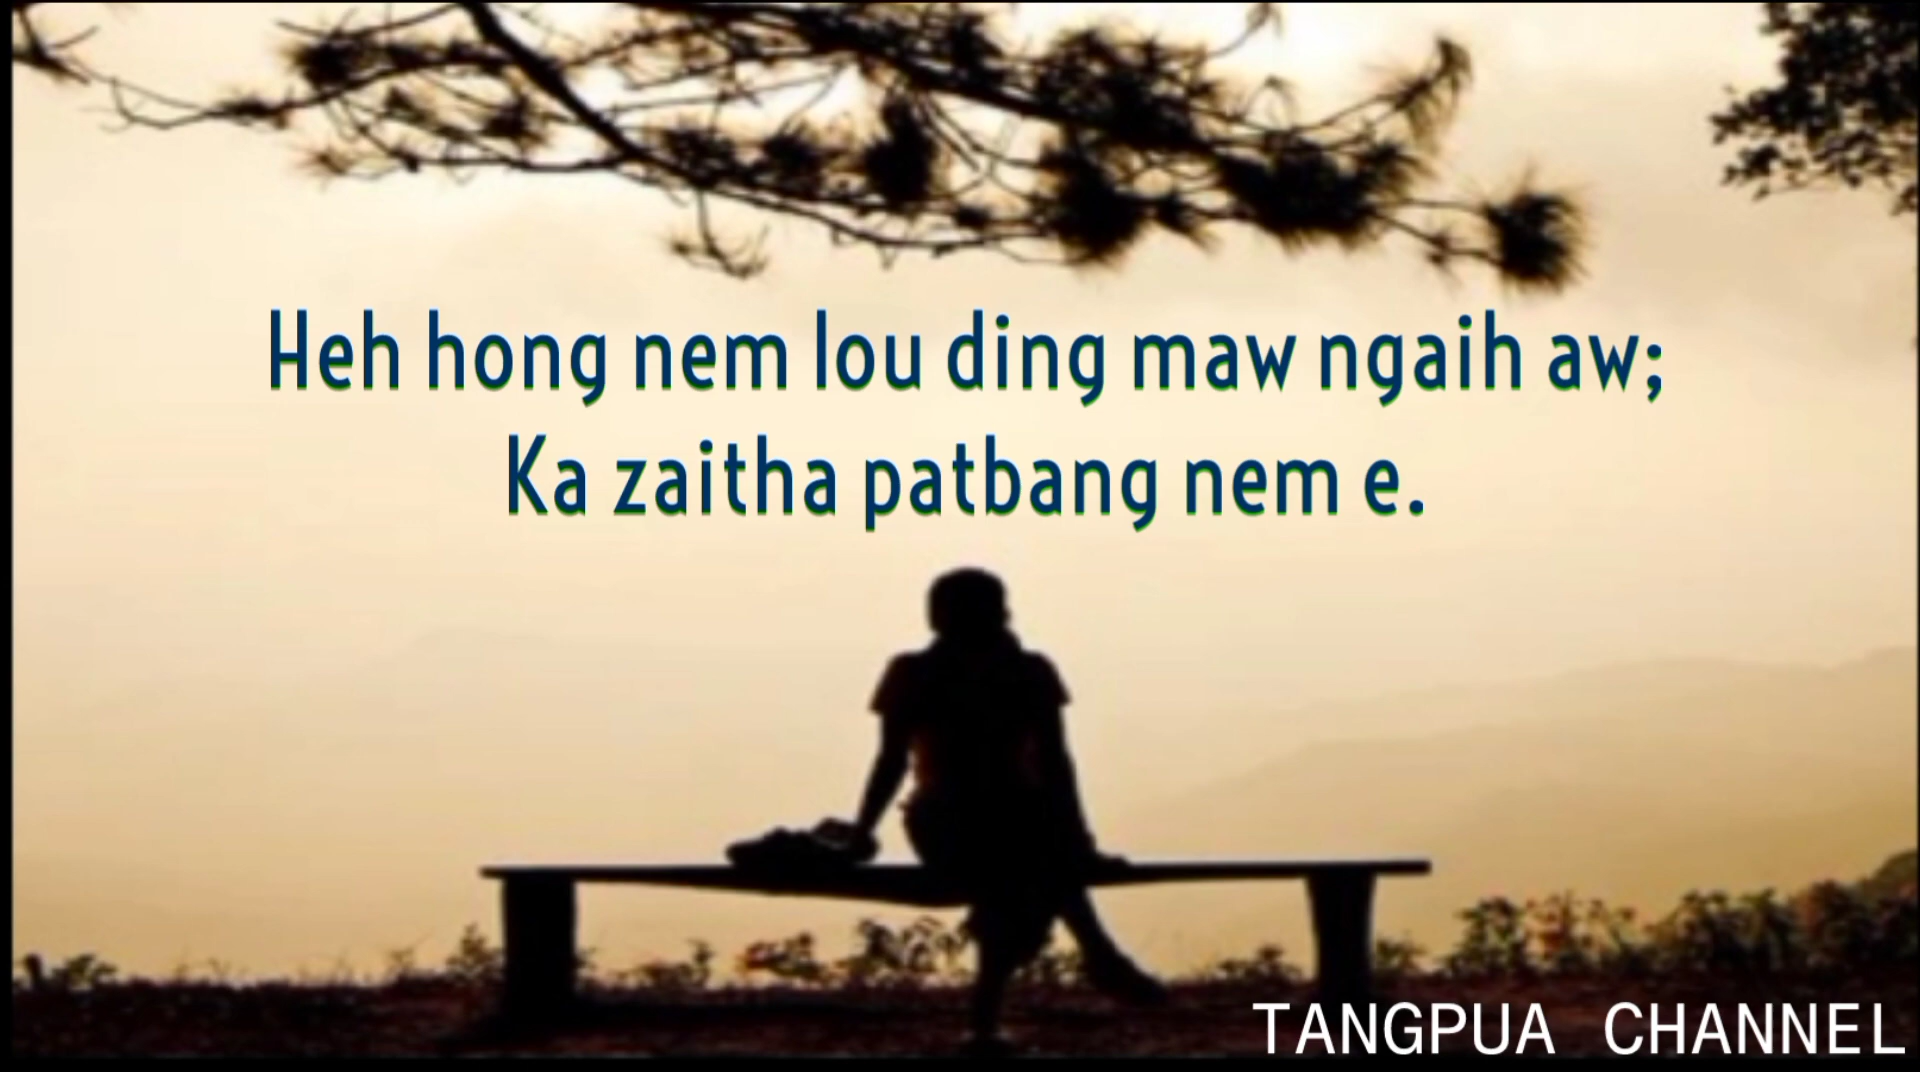 Heh hong nem lou ding maw ngaih aw;
Ka zaitha patbang nem e.
TANGPUA CHANNEL